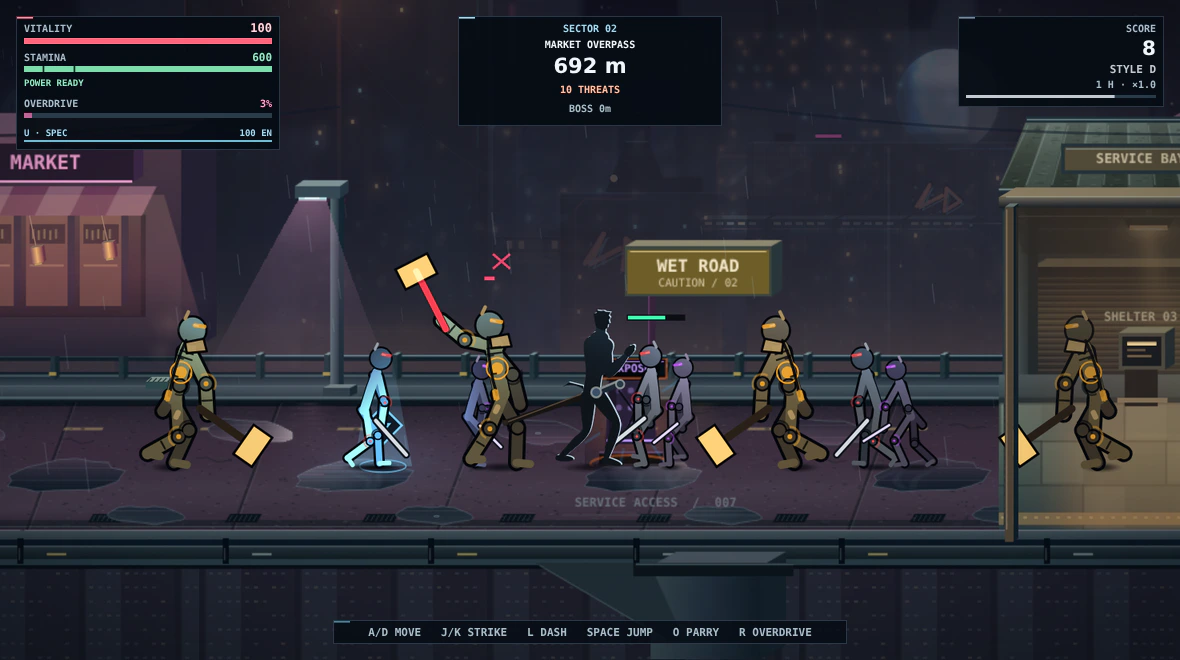 VITALITY 100
STAMINA 600
POWER READY
OVERDRIVE 3%
U · SPEC 100 EN
SECTOR 02
MARKET OVERPASS
692 m
10 THREATS
BOSS 0m
SCORE
8
STYLE D
1 H · ×1.0
MARKET
SERVICE BAY
WET ROAD
CAUTION / 02
SHELTER 03
SERVICE ACCESS / 007
A/D MOVE J/K STRIKE L DASH SPACE JUMP O PARRY R OVERDRIVE